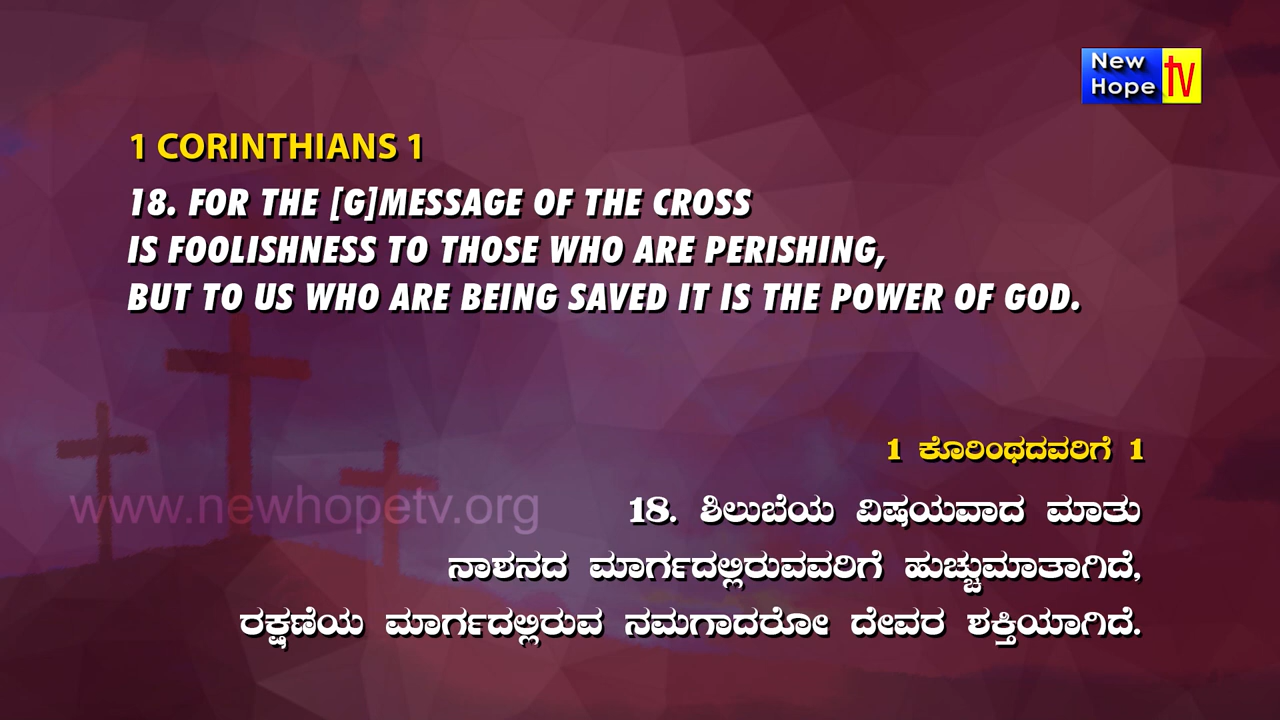 New
Hope
tv
1 CORINTHIANS 1
18. FOR THE [G]MESSAGE OF THE CROSS
IS FOOLISHNESS TO THOSE WHO ARE PERISHING,
BUT TO US WHO ARE BEING SAVED IT IS THE POWER OF GOD.
1 ಕೊರಿಂಥದವರಿಗೆ 1
www.newhopetv.org
18. ಶಿಲುಬೆಯ ವಿಷಯವಾದ ಮಾತು
ನಾಶನದ ಮಾರ್ಗದಲ್ಲಿರುವವರಿಗೆ ಹುಚ್ಚುಮಾತಾಗಿದೆ,
ರಕ್ಷಣೆಯ ಮಾರ್ಗದಲ್ಲಿರುವ ನಮಗಾದರೋ ದೇವರ ಶಕ್ತಿಯಾಗಿದೆ.